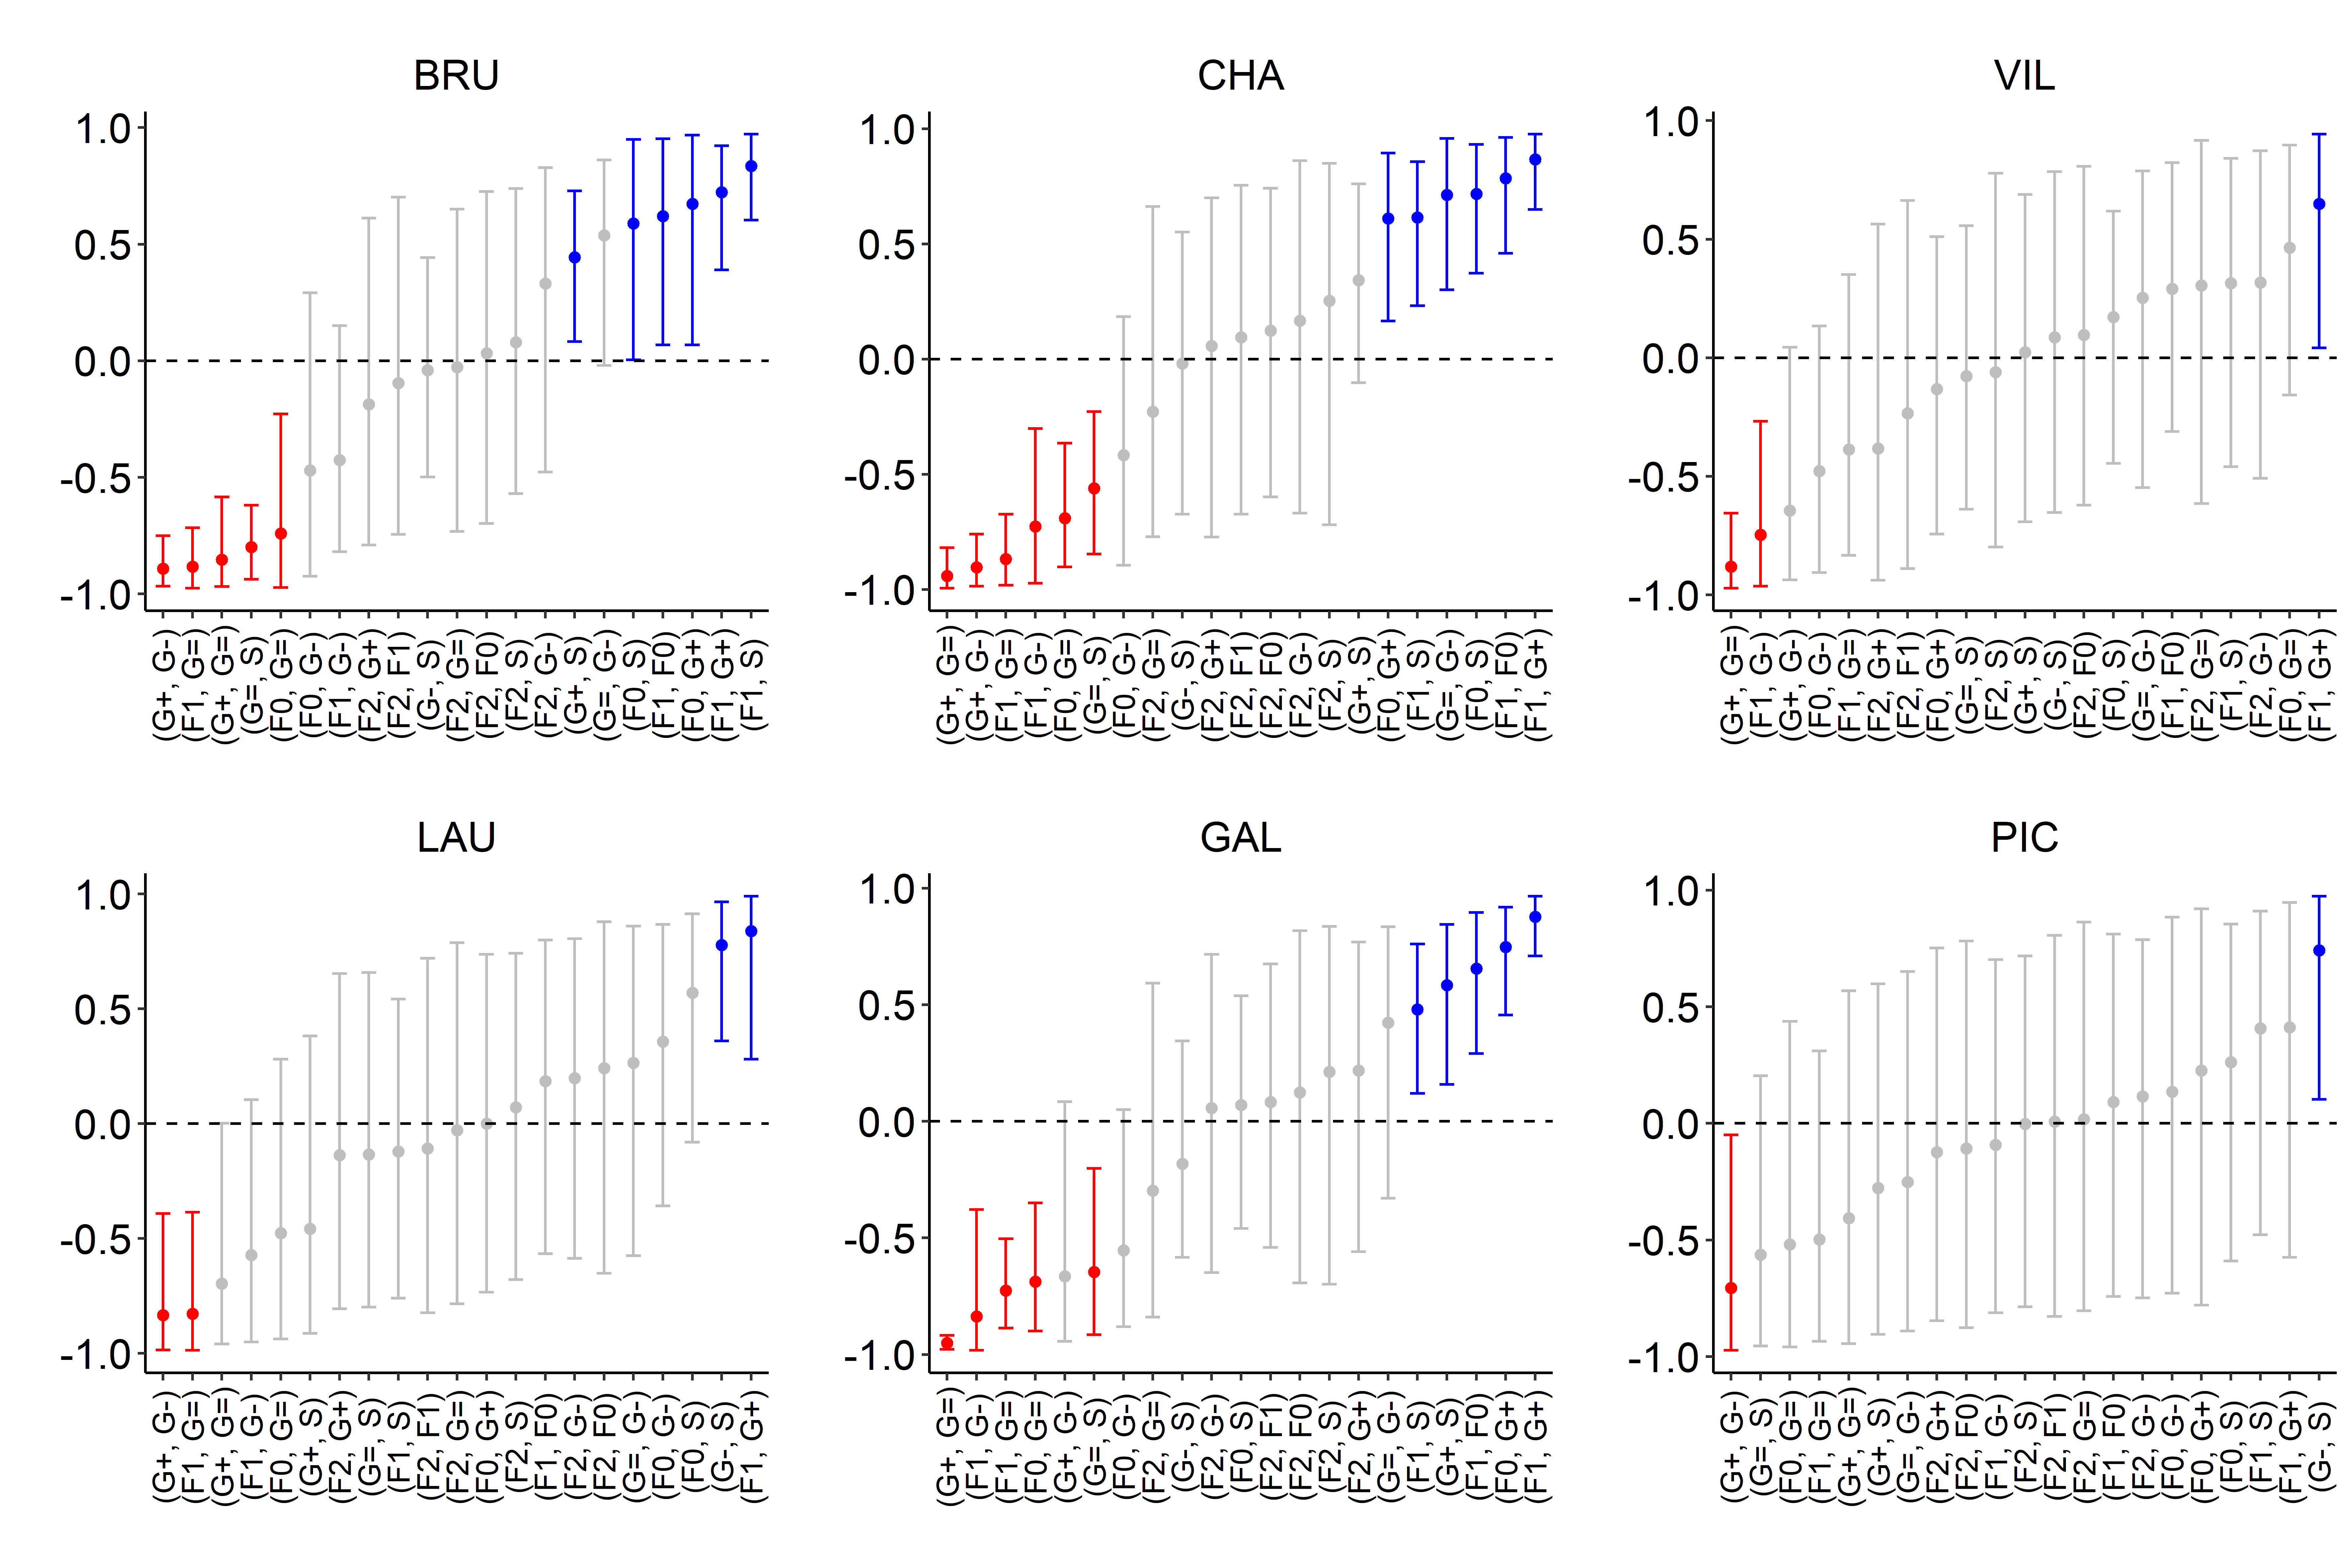 BRU
1.0
0.5
0.0
-0.5
-1.0
(G+, G-)
(F1, G=)
(G+, G=)
(G=, S)
(F0, G=)
(F0, G-)
(F1, G-)
(F2, G+)
(F2, F1)
(G-, S)
(F2, G=)
(F2, F0)
(F2, S)
(F2, G-)
(G+, S)
(G=, G-)
(F0, S)
(F1, F0)
(F0, G+)
(F1, G+)
(F1, S)
CHA
1.0
0.5
0.0
-0.5
-1.0
(G+, G=)
(G+, G-)
(F1, G=)
(F1, G-)
(F0, G=)
(G=, S)
(F0, G-)
(F2, G=)
(G-, S)
(F2, G+)
(F2, F1)
(F2, F0)
(F2, G-)
(F2, S)
(G+, S)
(F0, G+)
(F1, S)
(G=, G-)
(F0, S)
(F1, F0)
(F1, G+)
VIL
1.0
0.5
0.0
-0.5
-1.0
(G+, G=)
(F1, G-)
(G+, G-)
(F0, G-)
(F1, G=)
(F2, G+)
(F2, F1)
(F0, G+)
(G=, S)
(F2, S)
(G+, S)
(G-, S)
(F2, F0)
(F0, S)
(G=, G-)
(F1, F0)
(F2, G=)
(F1, S)
(F2, G-)
(F0, G=)
(F1, G+)
LAU
1.0
0.5
0.0
-0.5
-1.0
(G+, G-)
(F1, G=)
(G+, G=)
(F1, G-)
(F0, G=)
(G+, S)
(F2, G+)
(G=, S)
(F1, S)
(F2, F1)
(F2, G=)
(F0, G+)
(F2, S)
(F1, F0)
(F2, G-)
(F2, F0)
(G=, G-)
(F0, G-)
(F0, S)
(G-, S)
(F1, G+)
GAL
1.0
0.5
0.0
-0.5
-1.0
(G+, G=)
(F1, G-)
(F1, G=)
(F0, G=)
(G+, G-)
(G=, S)
(F0, G-)
(F2, G=)
(G-, S)
(F2, G-)
(F0, S)
(F2, F1)
(F2, F0)
(F2, S)
(F2, G+)
(G=, G-)
(F1, S)
(G+, S)
(F1, F0)
(F0, G+)
(F1, G+)
PIC
1.0
0.5
0.0
-0.5
-1.0
(G+, G-)
(G=, S)
(F0, G=)
(F1, G=)
(G+, G=)
(G+, S)
(G=, G-)
(F2, G+)
(F2, F0)
(F1, G-)
(F2, S)
(F2, F1)
(F2, G=)
(F1, F0)
(F2, G-)
(F0, G-)
(F0, G+)
(F0, S)
(F1, S)
(F1, G+)
(G-, S)